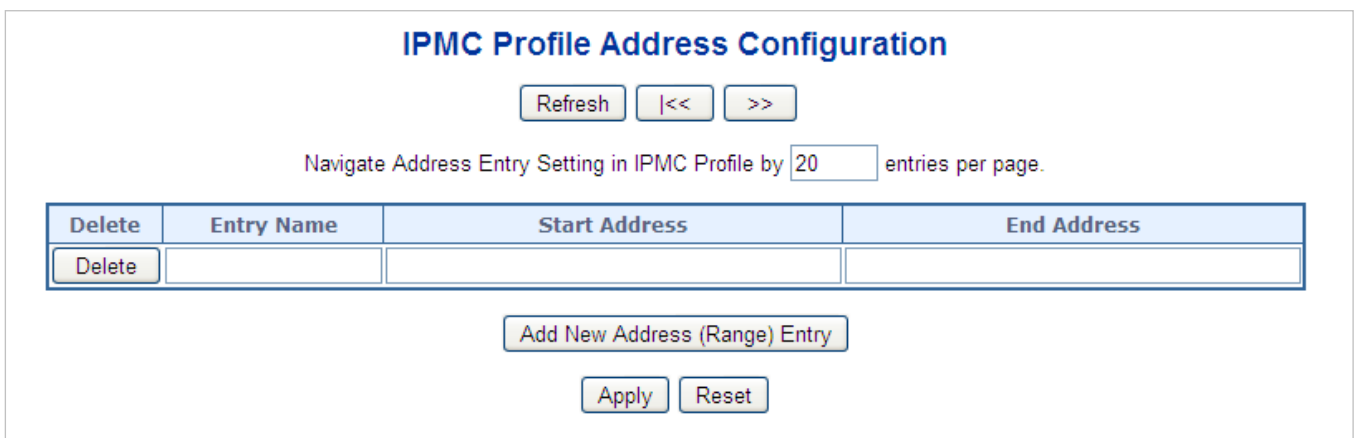 IPMC Profile Address Configuration
Refresh |<< >>
Navigate Address Entry Setting in IPMC Profile by 20 entries per page.
Delete Entry Name Start Address End Address
Delete
Add New Address (Range) Entry
Apply Reset